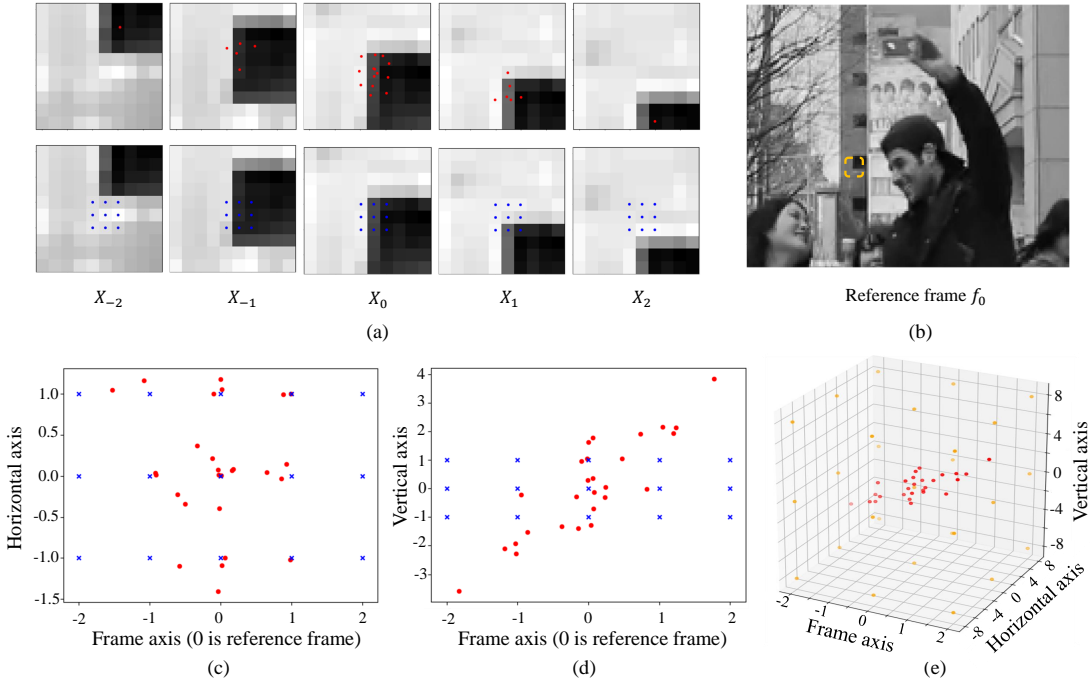 X₋₂ X₋₁ X₀ X₁ X₂
(a)
Reference frame f₀
(b)
Horizontal axis
1.0
0.5
0.0
-0.5
-1.0
-1.5
-2 -1 0 1 2
Frame axis (0 is reference frame)
(c)
Vertical axis
4
3
2
1
0
-1
-3
-2 -1 0 1 2
Frame axis (0 is reference frame)
(d)
8
4
0
-4
-8
Vertical axis
-2 -1 0 1 2
Frame axis
-8 -4 0 4 8
Horizontal axis
(e)